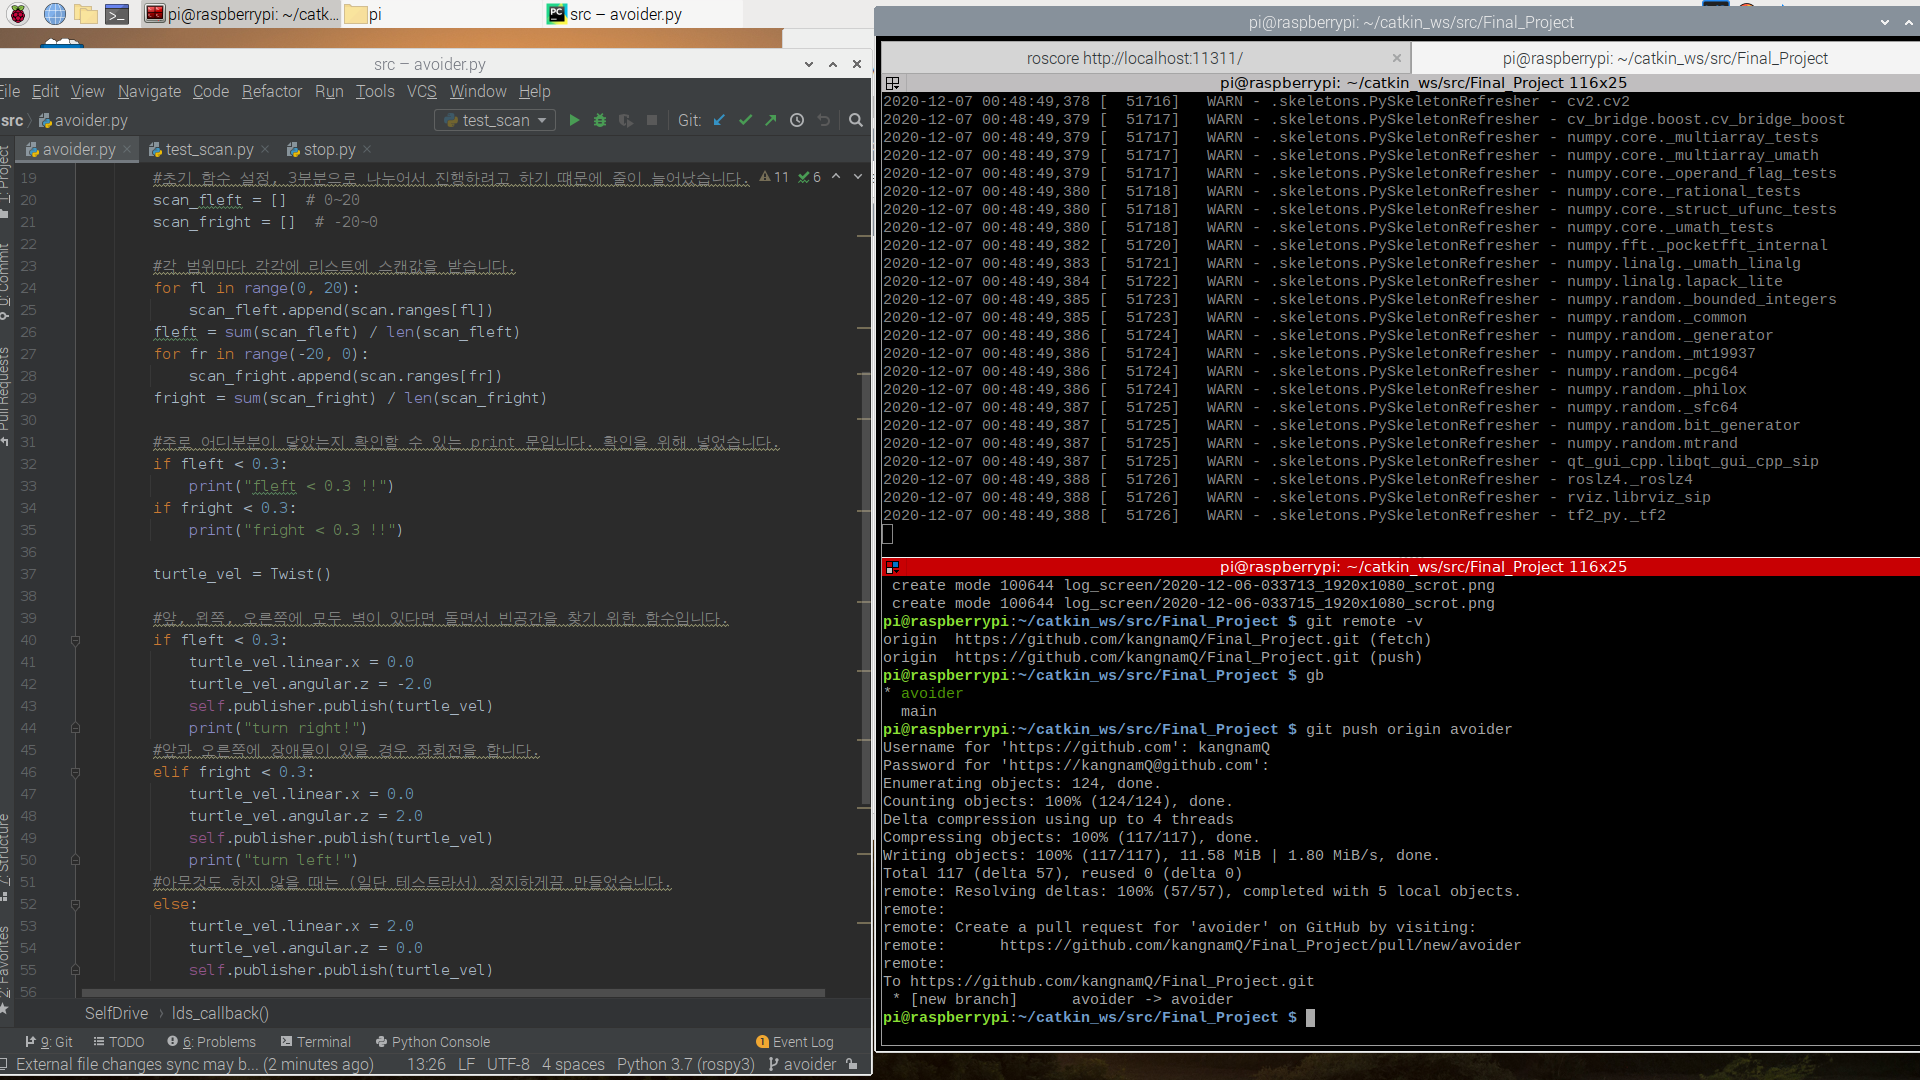 pi@raspberrypi: ~/catk...
pi
src – avoider.py
src – avoider.py
File Edit View Navigate Code Refactor Run Tools VCS Window Help
src avoider.py
test_scan
Git:
avoider.py
test_scan.py
stop.py
11 6
19 #초기 함수 설정, 3부분으로 나누어서 진행하려고 하기 떄문에 줄이 늘어났습니다.
20 scan_fleft = [] # 0~20
21 scan_fright = [] # -20~0
22
23 #각 범위마다 각각에 리스트에 스캔값을 받습니다.
24 for fl in range(0, 20):
25 scan_fleft.append(scan.ranges[fl])
26 fleft = sum(scan_fleft) / len(scan_fleft)
27 for fr in range(-20, 0):
28 scan_fright.append(scan.ranges[fr])
29 fright = sum(scan_fright) / len(scan_fright)
30
31 #주로 어디부분이 닿았는지 확인할 수 있는 print 문입니다. 확인을 위해 넣었습니다.
32 if fleft < 0.3:
33 print("fleft < 0.3 !!")
34 if fright < 0.3:
35 print("fright < 0.3 !!")
36
37 turtle_vel = Twist()
38
39 #앞, 왼쪽, 오른쪽에 모두 벽이 있다면 돌면서 빈공간을 찾기 위한 함수입니다.
40 if fleft < 0.3:
41 turtle_vel.linear.x = 0.0
42 turtle_vel.angular.z = -2.0
43 self.publisher.publish(turtle_vel)
44 print("turn right!")
45 #앞과 오른쪽에 장애물이 있을 경우 좌회전을 합니다.
46 elif fright < 0.3:
47 turtle_vel.linear.x = 0.0
48 turtle_vel.angular.z = 2.0
49 self.publisher.publish(turtle_vel)
50 print("turn left!")
51 #아무것도 하지 않을 때는 (일단 테스트라서) 정지하게끔 만들었습니다.
52 else:
53 turtle_vel.linear.x = 2.0
54 turtle_vel.angular.z = 0.0
55 self.publisher.publish(turtle_vel)
56
1: Project
0: Commit
Pull Requests
7: Structure
2: Favorites
SelfDrive › lds_callback()
9: Git TODO 6: Problems Terminal Python Console 1 Event Log
External file changes sync may b... (2 minutes ago) 13:26 LF UTF-8 4 spaces Python 3.7 (rospy3) avoider
pi@raspberrypi: ~/catkin_ws/src/Final_Project
roscore http://localhost:11311/
pi@raspberrypi: ~/catkin_ws/src/Final_Project
pi@raspberrypi: ~/catkin_ws/src/Final_Project 116x25
2020-12-07 00:48:49,378 [ 51716] WARN - .skeletons.PySkeletonRefresher - cv2.cv2
2020-12-07 00:48:49,379 [ 51717] WARN - .skeletons.PySkeletonRefresher - cv_bridge.boost.cv_bridge_boost
2020-12-07 00:48:49,379 [ 51717] WARN - .skeletons.PySkeletonRefresher - numpy.core._multiarray_tests
2020-12-07 00:48:49,379 [ 51717] WARN - .skeletons.PySkeletonRefresher - numpy.core._multiarray_umath
2020-12-07 00:48:49,379 [ 51717] WARN - .skeletons.PySkeletonRefresher - numpy.core._operand_flag_tests
2020-12-07 00:48:49,380 [ 51718] WARN - .skeletons.PySkeletonRefresher - numpy.core._rational_tests
2020-12-07 00:48:49,380 [ 51718] WARN - .skeletons.PySkeletonRefresher - numpy.core._struct_ufunc_tests
2020-12-07 00:48:49,380 [ 51718] WARN - .skeletons.PySkeletonRefresher - numpy.core._umath_tests
2020-12-07 00:48:49,382 [ 51720] WARN - .skeletons.PySkeletonRefresher - numpy.fft._pocketfft_internal
2020-12-07 00:48:49,383 [ 51721] WARN - .skeletons.PySkeletonRefresher - numpy.linalg._umath_linalg
2020-12-07 00:48:49,384 [ 51722] WARN - .skeletons.PySkeletonRefresher - numpy.linalg.lapack_lite
2020-12-07 00:48:49,385 [ 51723] WARN - .skeletons.PySkeletonRefresher - numpy.random._bounded_integers
2020-12-07 00:48:49,385 [ 51723] WARN - .skeletons.PySkeletonRefresher - numpy.random._common
2020-12-07 00:48:49,386 [ 51724] WARN - .skeletons.PySkeletonRefresher - numpy.random._generator
2020-12-07 00:48:49,386 [ 51724] WARN - .skeletons.PySkeletonRefresher - numpy.random._mt19937
2020-12-07 00:48:49,386 [ 51724] WARN - .skeletons.PySkeletonRefresher - numpy.random._pcg64
2020-12-07 00:48:49,386 [ 51724] WARN - .skeletons.PySkeletonRefresher - numpy.random._philox
2020-12-07 00:48:49,387 [ 51725] WARN - .skeletons.PySkeletonRefresher - numpy.random._sfc64
2020-12-07 00:48:49,387 [ 51725] WARN - .skeletons.PySkeletonRefresher - numpy.random.bit_generator
2020-12-07 00:48:49,387 [ 51725] WARN - .skeletons.PySkeletonRefresher - numpy.random.mtrand
2020-12-07 00:48:49,387 [ 51725] WARN - .skeletons.PySkeletonRefresher - qt_gui_cpp.libqt_gui_cpp_sip
2020-12-07 00:48:49,388 [ 51726] WARN - .skeletons.PySkeletonRefresher - roslz4._roslz4
2020-12-07 00:48:49,388 [ 51726] WARN - .skeletons.PySkeletonRefresher - rviz.librviz_sip
2020-12-07 00:48:49,388 [ 51726] WARN - .skeletons.PySkeletonRefresher - tf2_py._tf2
pi@raspberrypi: ~/catkin_ws/src/Final_Project 116x25
create mode 100644 log_screen/2020-12-06-033713_1920x1080_scrot.png
create mode 100644 log_screen/2020-12-06-033715_1920x1080_scrot.png
pi@raspberrypi:~/catkin_ws/src/Final_Project $ git remote -v
origin https://github.com/kangnamQ/Final_Project.git (fetch)
origin https://github.com/kangnamQ/Final_Project.git (push)
pi@raspberrypi:~/catkin_ws/src/Final_Project $ gb
* avoider
main
pi@raspberrypi:~/catkin_ws/src/Final_Project $ git push origin avoider
Username for 'https://github.com': kangnamQ
Password for 'https://kangnamQ@github.com':
Enumerating objects: 124, done.
Counting objects: 100% (124/124), done.
Delta compression using up to 4 threads
Compressing objects: 100% (117/117), done.
Writing objects: 100% (117/117), 11.58 MiB | 1.80 MiB/s, done.
Total 117 (delta 57), reused 0 (delta 0)
remote: Resolving deltas: 100% (57/57), completed with 5 local objects.
remote:
remote: Create a pull request for 'avoider' on GitHub by visiting:
remote: https://github.com/kangnamQ/Final_Project/pull/new/avoider
remote:
To https://github.com/kangnamQ/Final_Project.git
* [new branch] avoider -> avoider
pi@raspberrypi:~/catkin_ws/src/Final_Project $